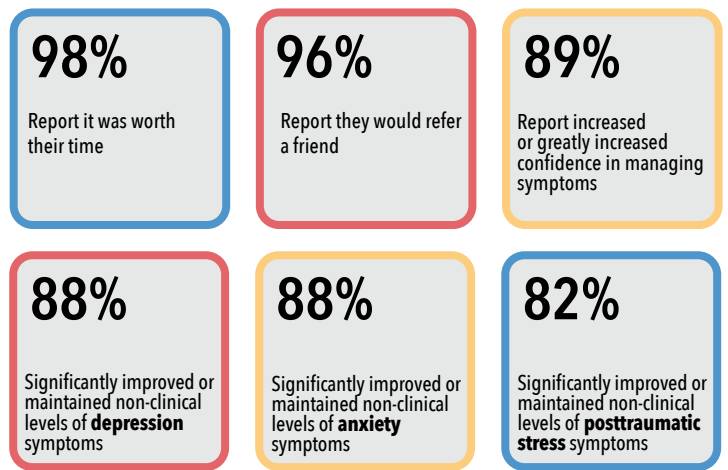 98%
Report it was worth
their time
96%
Report they would refer
a friend
89%
Report increased
or greatly increased
confidence in managing
symptoms
88%
Significantly improved or
maintained non-clinical
levels of depression
symptoms
88%
Significantly improved or
maintained non-clinical
levels of anxiety
symptoms
82%
Significantly improved or
maintained non-clinical
levels of posttraumatic
stress symptoms